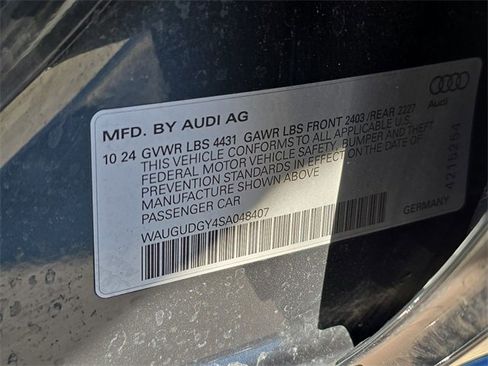 MFD. BY AUDI AG
10 24 GVWR LBS 4431 GAWR LBS FRONT 2403 /REAR 2227
THIS VEHICLE CONFORMS TO ALL APPLICABLE U.S.
FEDERAL MOTOR VEHICLE SAFETY, BUMPER AND THEFT
PREVENTION STANDARDS IN EFFECT ON THE DATE OF
MANUFACTURE SHOWN ABOVE
PASSENGER CAR
WAUGUDGY4SA048407
GERMANY
4215264